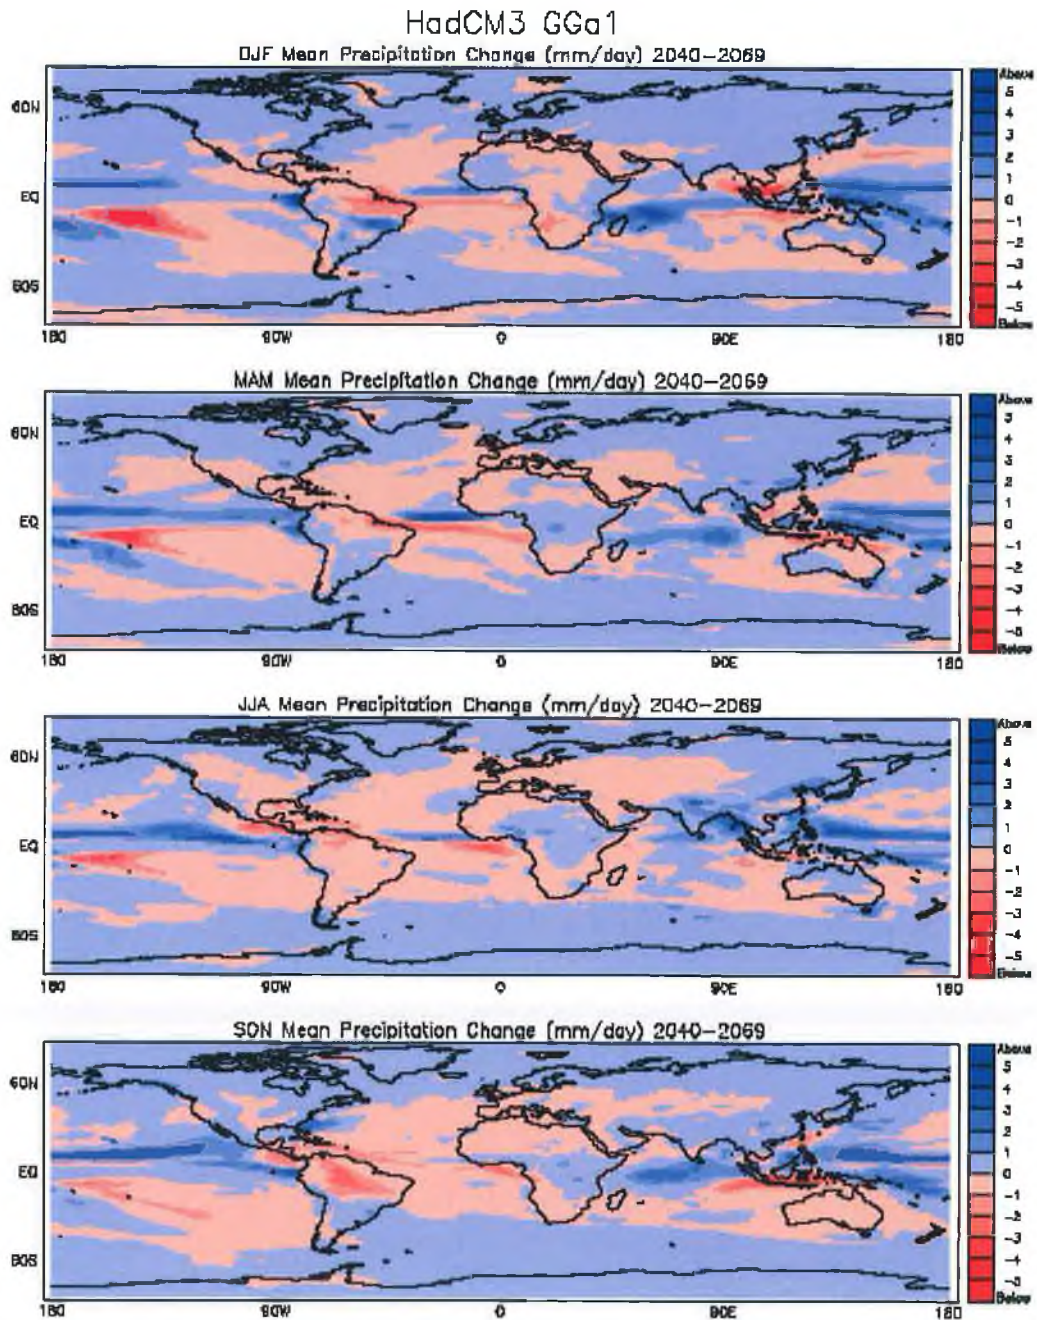 HadCM3 GGa1
DJF Mean Precipitation Change (mm/day) 2040-2069
Above
5
4
3
2
1
0
-1
-2
-3
-4
-5
Below
60N
EQ
60S
180 90W 0 90E 180
MAM Mean Precipitation Change (mm/day) 2040-2069
Above
5
4
3
2
1
0
-1
-2
-3
-4
-5
Below
60N
EQ
60S
180 90W 0 90E 180
JJA Mean Precipitation Change (mm/day) 2040-2069
Above
5
4
3
2
1
0
-1
-2
-3
-4
-5
Below
60N
EQ
60S
180 90W 0 90E 180
SON Mean Precipitation Change (mm/day) 2040-2069
Above
5
4
3
2
1
0
-1
-2
-3
-4
-5
Below
60N
EQ
60S
180 90W 0 90E 180